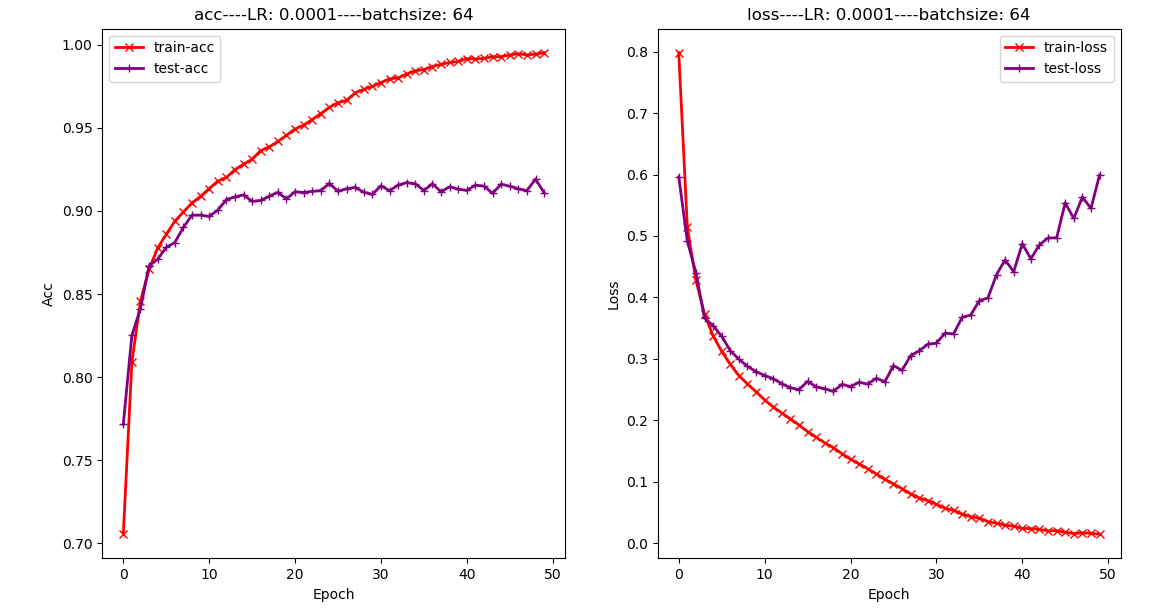 acc----LR: 0.0001----batchsize: 64
train-acc
test-acc
1.00
0.95
0.90
0.85
0.80
0.75
0.70
Acc
0 10 20 30 40 50
Epoch
loss----LR: 0.0001----batchsize: 64
train-loss
test-loss
0.8
0.7
0.6
0.5
0.4
0.3
0.2
0.1
0.0
Loss
0 10 20 30 40 50
Epoch